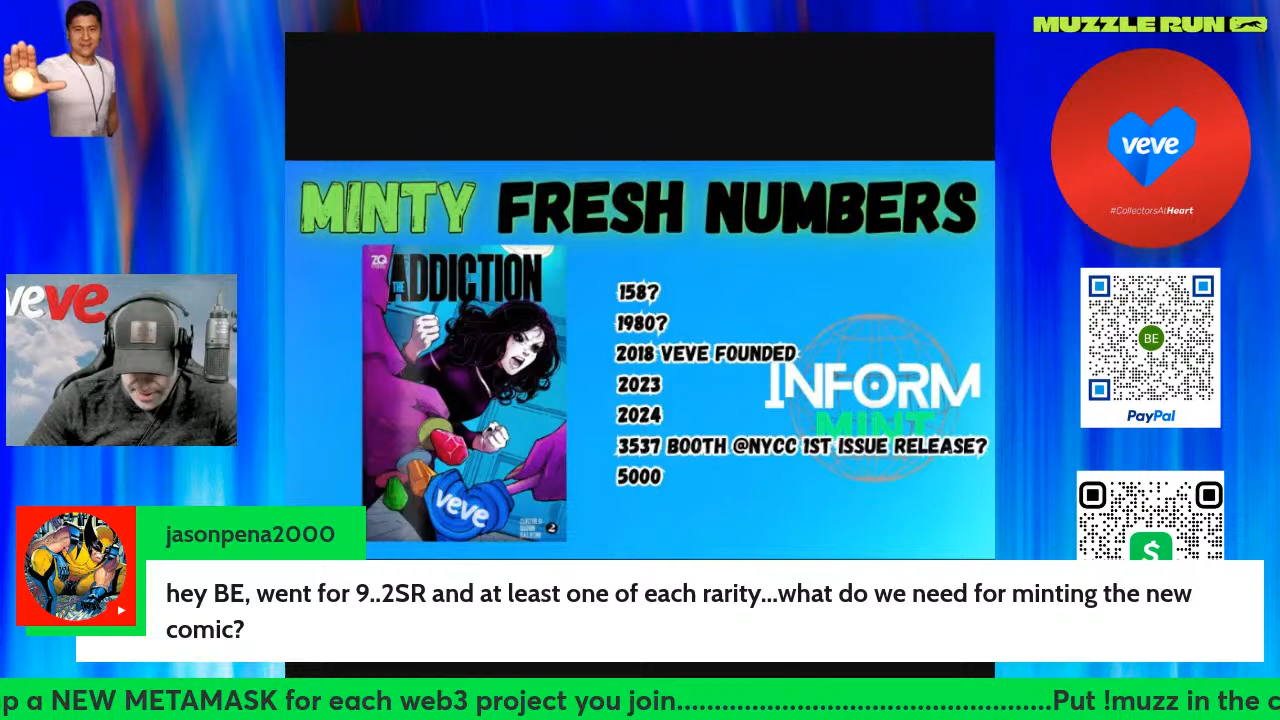 MUZZLE RUN
veve
#CollectorsAtHeart
MINTY FRESH NUMBERS
ZQ
THE ADDICTION
158?
1980?
2018 VEVE FOUNDED
2023
2024
3537 BOOTH @NYCC 1ST ISSUE RELEASE?
5000
INFORM
MINT
veve
2
veve
BE
PayPal
$
jasonpena2000
hey BE, went for 9..2SR and at least one of each rarity...what do we need for minting the new
comic?
p a NEW METAMASK for each web3 project you join..................................................Put !muzz in the c